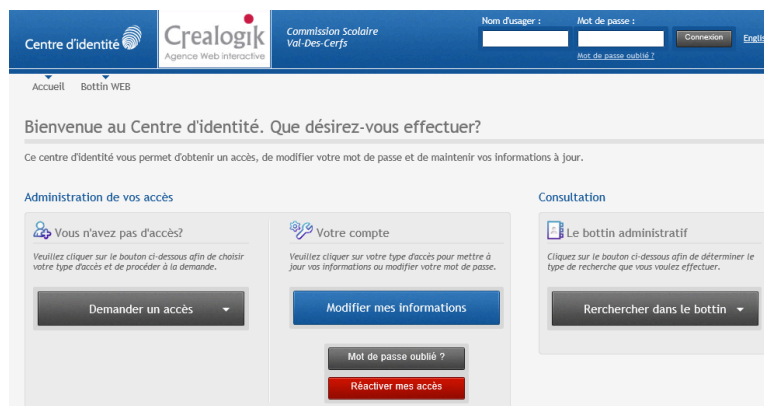 Centre d'identité
Crealogik
Agence Web interactive
Commission Scolaire
Val-Des-Cerfs
Nom d'usager :
Mot de passe :
Connexion
Englis
Mot de passe oublié ?
Accueil
Bottin WEB
Bienvenue au Centre d'identité. Que désirez-vous effectuer?
Ce centre d'identité vous permet d'obtenir un accès, de modifier votre mot de passe et de maintenir vos informations à jour.
Administration de vos accès
Vous n'avez pas d'accès?
Veuillez cliquer sur le bouton ci-dessous afin de choisir
votre type d'accès et de procéder à la demande.
Demander un accès
Votre compte
Veuillez cliquer sur votre type d'accès pour mettre à
jour vos informations ou modifier votre mot de passe.
Modifier mes informations
Mot de passe oublié ?
Réactiver mes accès
Consultation
Le bottin administratif
Cliquez sur le bouton ci-dessous afin de déterminer le
type de recherche que vous voulez effectuer.
Rerchercher dans le bottin